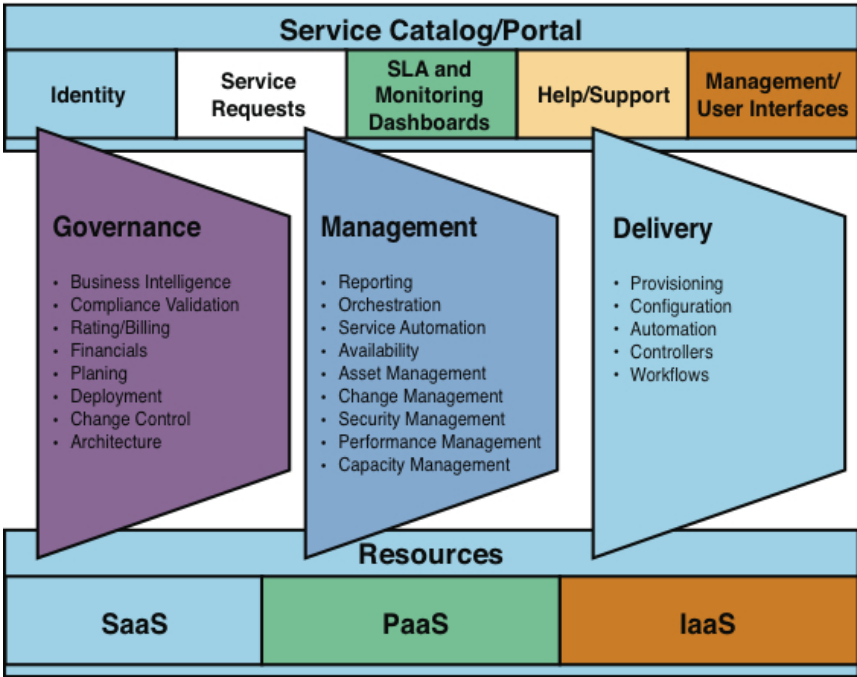 Service Catalog/Portal
Identity
Service
Requests
SLA and
Monitoring
Dashboards
Help/Support
Management/
User Interfaces
Governance
• Business Intelligence
• Compliance Validation
• Rating/Billing
• Financials
• Planing
• Deployment
• Change Control
• Architecture
Management
• Reporting
• Orchestration
• Service Automation
• Availability
• Asset Management
• Change Management
• Security Management
• Performance Management
• Capacity Management
Delivery
• Provisioning
• Configuration
• Automation
• Controllers
• Workflows
Resources
SaaS
PaaS
IaaS